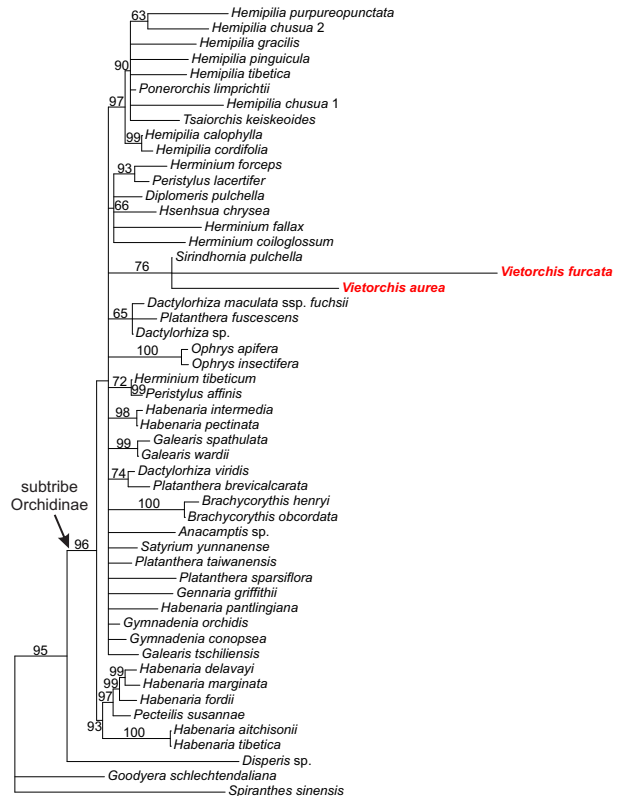 63
Hemipilia purpureopunctata
Hemipilia chusua 2
Hemipilia gracilis
90
Hemipilia pinguicula
Hemipilia tibetica
Ponerorchis limprichtii
97
Hemipilia chusua 1
Tsaiorchis keiskeoides
99
Hemipilia calophylla
Hemipilia cordifolia
93
Herminium forceps
Peristylus lacertifer
Diplomeris pulchella
66
Hsenhsua chrysea
Herminium fallax
Herminium coiloglossum
Sirindhornia pulchella
76
Vietorchis furcata
Vietorchis aurea
Dactylorhiza maculata ssp. fuchsii
65
Platanthera fuscescens
Dactylorhiza sp.
100
Ophrys apifera
Ophrys insectifera
72
Herminium tibeticum
99
Peristylus affinis
98
Habenaria intermedia
Habenaria pectinata
99
Galearis spathulata
Galearis wardii
74
Dactylorhiza viridis
Platanthera brevicalcarata
100
Brachycorythis henryi
Brachycorythis obcordata
subtribe
Orchidinae
Anacamptis sp.
96
Satyrium yunnanense
Platanthera taiwanensis
Platanthera sparsiflora
Gennaria griffithii
Habenaria pantlingiana
Gymnadenia orchidis
Gymnadenia conopsea
95
Galearis tschiliensis
99
Habenaria delavayi
99
Habenaria marginata
97
Habenaria fordii
Pecteilis susannae
93
100
Habenaria aitchisonii
Habenaria tibetica
Disperis sp.
Goodyera schlechtendaliana
Spiranthes sinensis